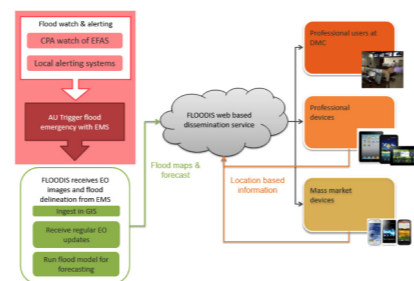 Flood watch & alerting
CPA watch of EFAS
Local alerting systems
AU Trigger flood
emergency with EMS
FLOODIS receives EO
images and flood
delineation from EMS
Ingest in GIS
Receive regular EO
updates
Run flood model for
forecasting
Flood maps &
forecast
FLOODIS web based
dissemination service
Location based
information
Professional users at
DMC
Professional
devices
Mass market
devices